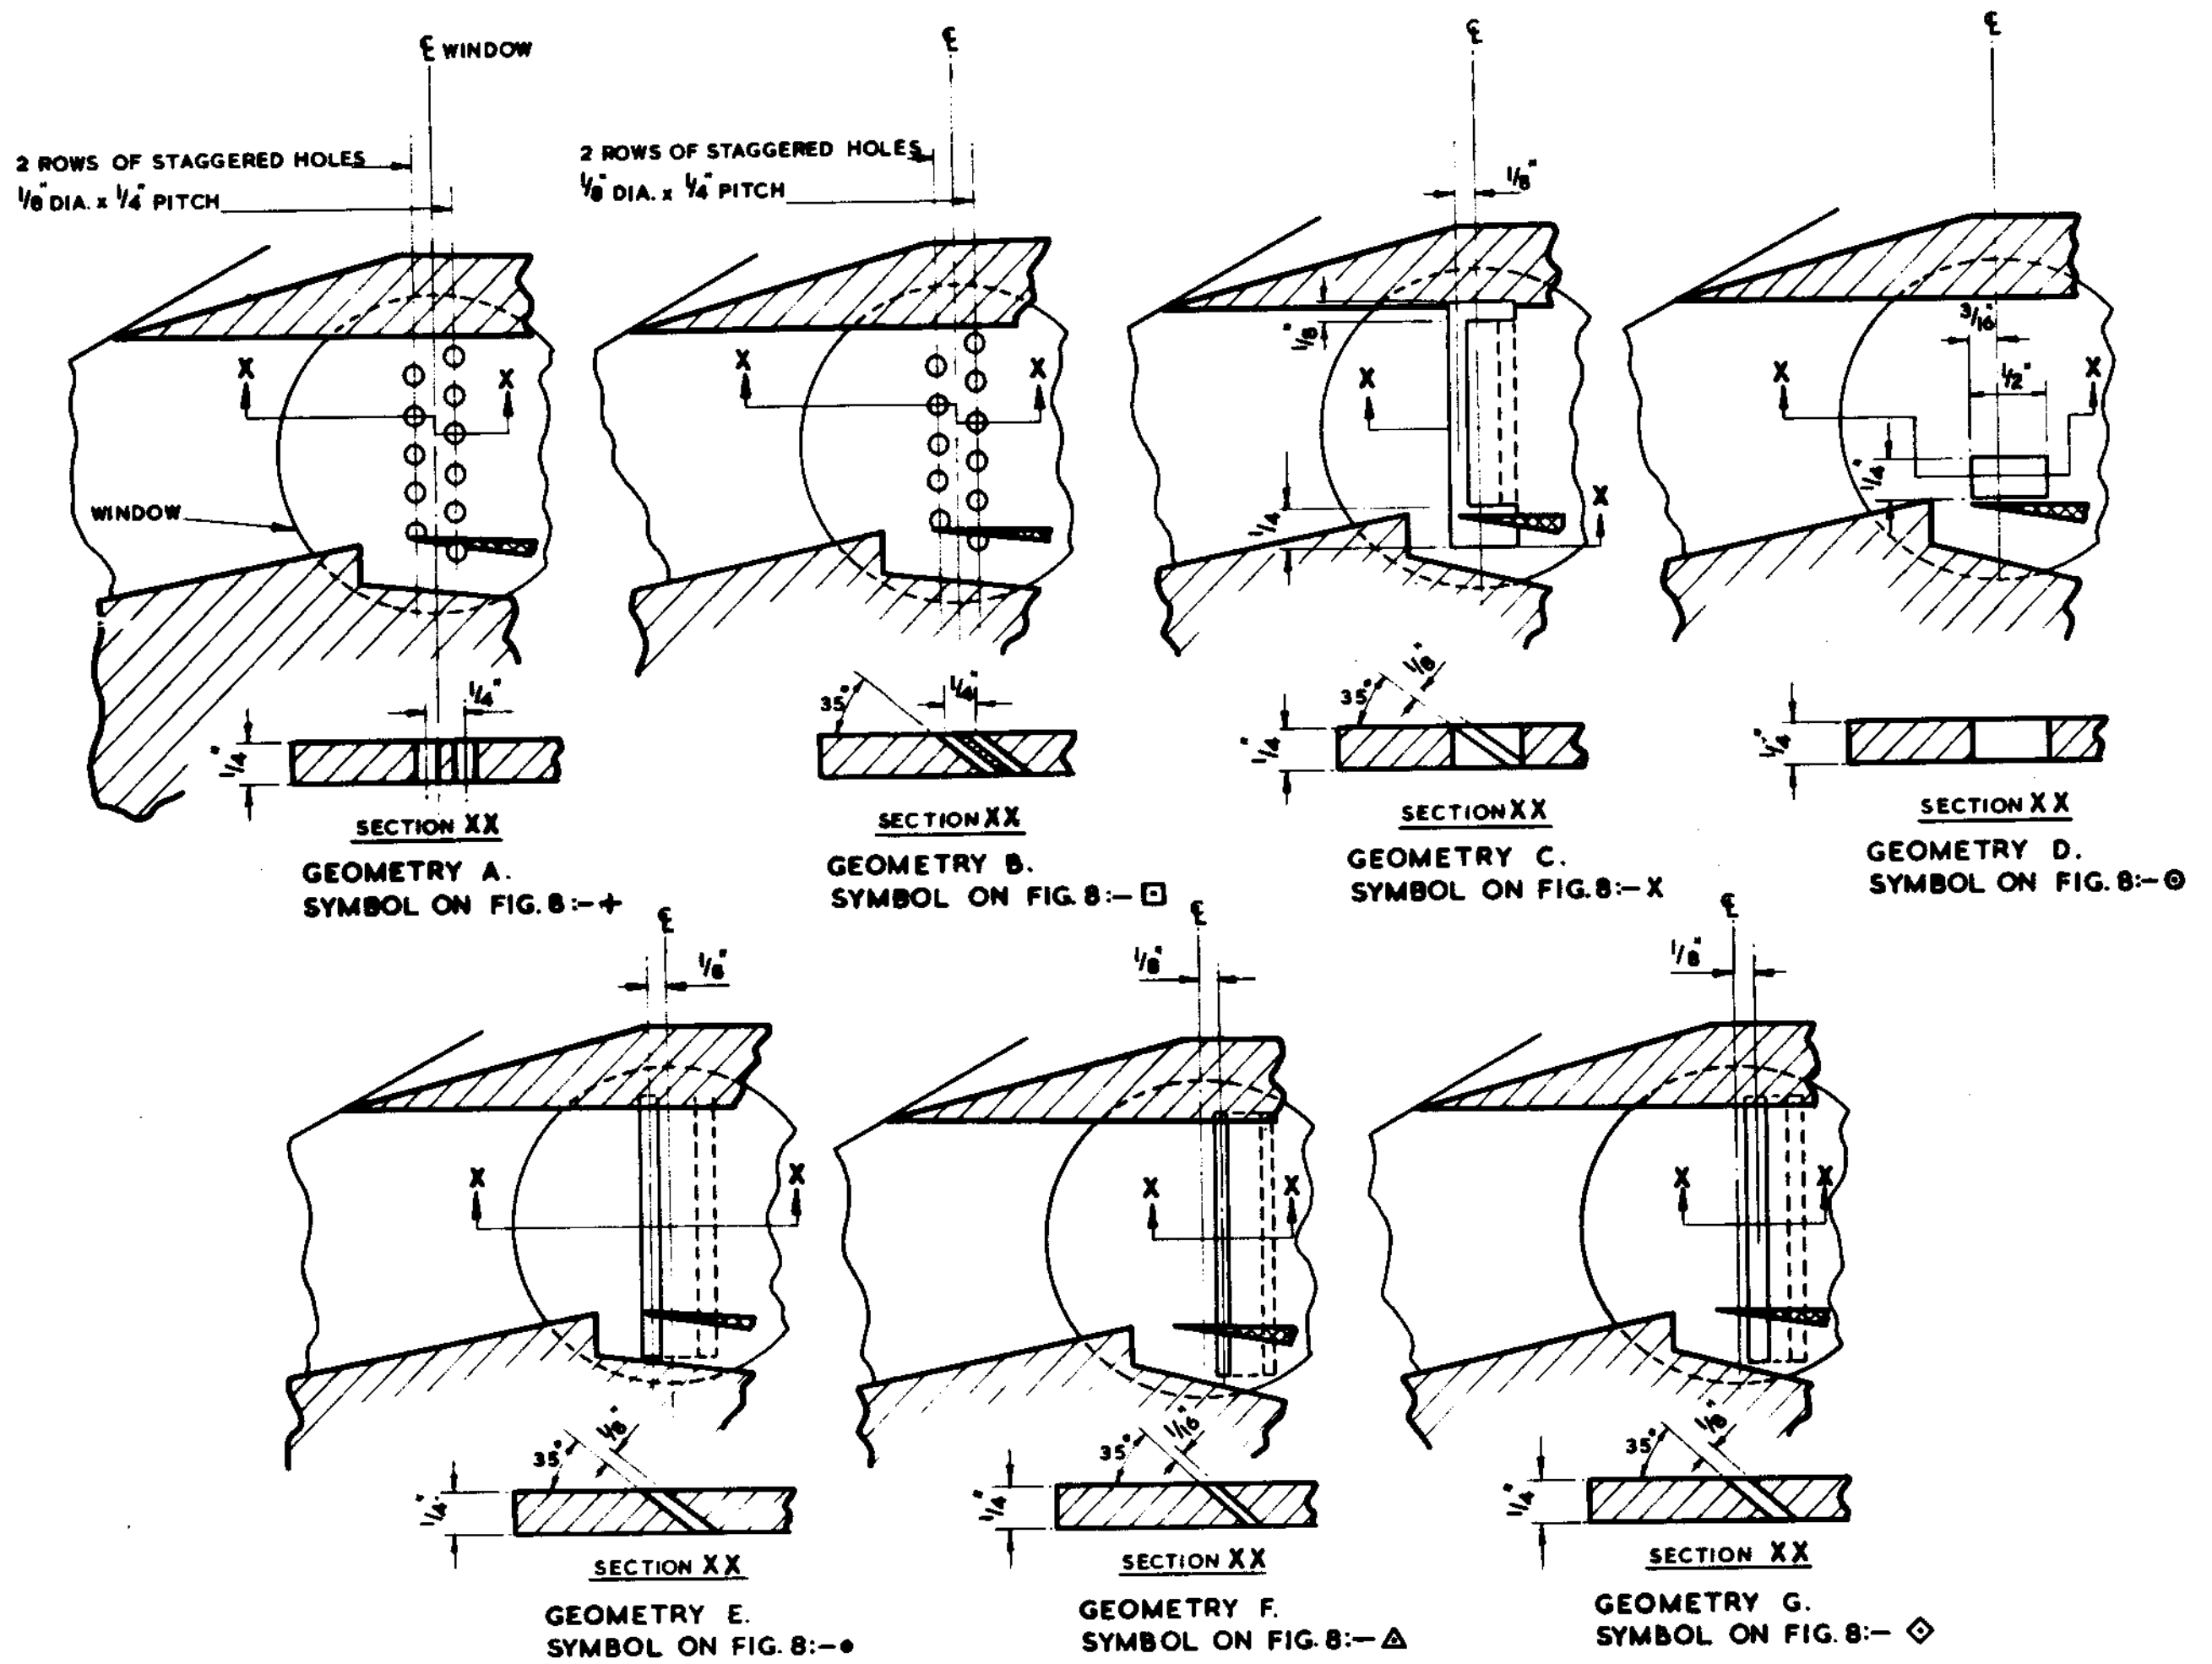 ℄ WINDOW
2 ROWS OF STAGGERED HOLES
1/8" DIA. x 1/4" PITCH
X X
WINDOW
1/4"
1/4"
SECTION XX
GEOMETRY A.
SYMBOL ON FIG. 8:-+
℄
2 ROWS OF STAGGERED HOLES
1/8" DIA. x 1/4" PITCH
X X
35° 1/4"
SECTION XX
GEOMETRY B.
SYMBOL ON FIG. 8:-⊡
℄
1/8"
1/8"
X
1/4"
X
35° 1/8"
1/4"
SECTION XX
GEOMETRY C.
SYMBOL ON FIG. 8:-X
℄
3/16"
1/2"
X X
1/4"
1/4"
SECTION XX
GEOMETRY D.
SYMBOL ON FIG. 8:-⊙
℄
1/8"
X X
35° 1/8"
1/4"
SECTION XX
GEOMETRY E.
SYMBOL ON FIG. 8:-●
℄
1/8"
X X
35° 1/16"
1/4"
SECTION XX
GEOMETRY F.
SYMBOL ON FIG. 8:-◬
℄
1/8"
X X
35° 1/8"
1/4"
SECTION XX
GEOMETRY G.
SYMBOL ON FIG. 8:- ⟐